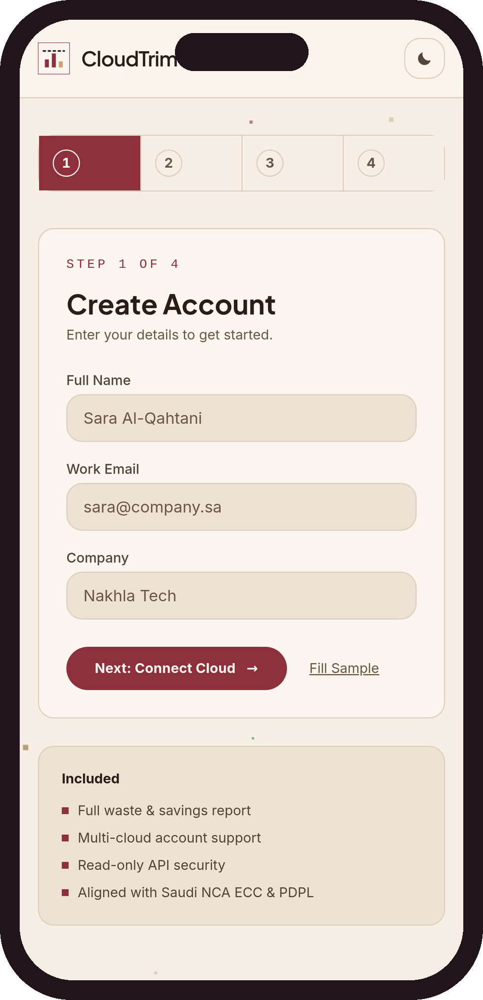 CloudTrim
1
2
3
4
STEP 1 OF 4
Create Account
Enter your details to get started.
Full Name
Sara Al-Qahtani
Work Email
sara@company.sa
Company
Nakhla Tech
Next: Connect Cloud →
Fill Sample
Included
Full waste & savings report
Multi-cloud account support
Read-only API security
Aligned with Saudi NCA ECC & PDPL